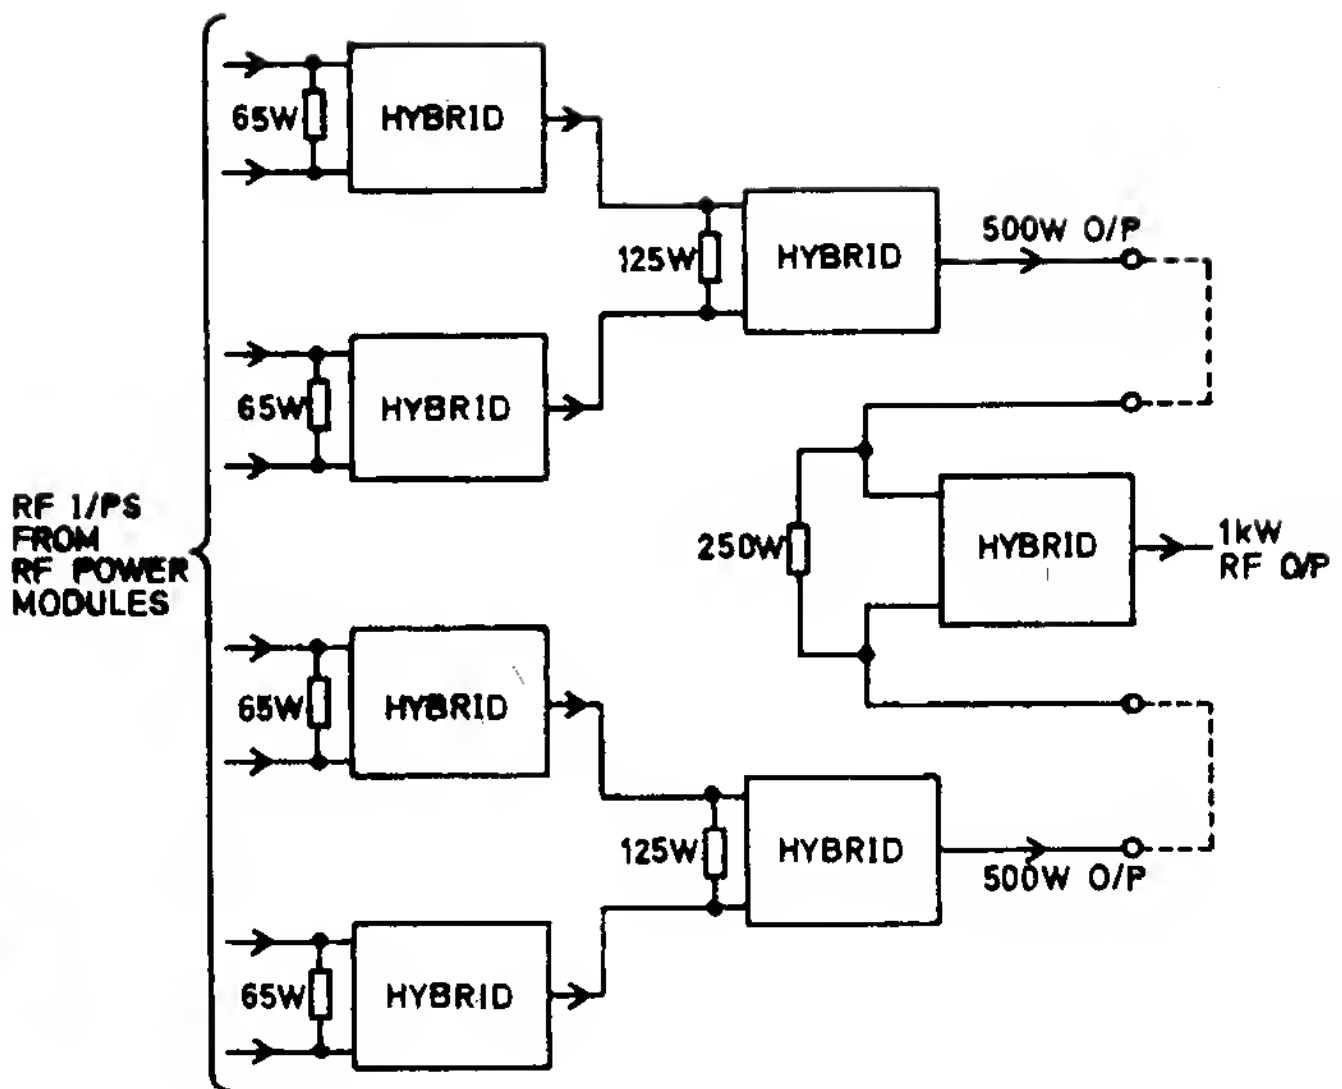 65W
HYBRID
65W
HYBRID
125W
HYBRID
500W O/P
RF I/PS
FROM
RF POWER
MODULES
250W
HYBRID
1kW
RF O/P
65W
HYBRID
65W
HYBRID
125W
HYBRID
500W O/P